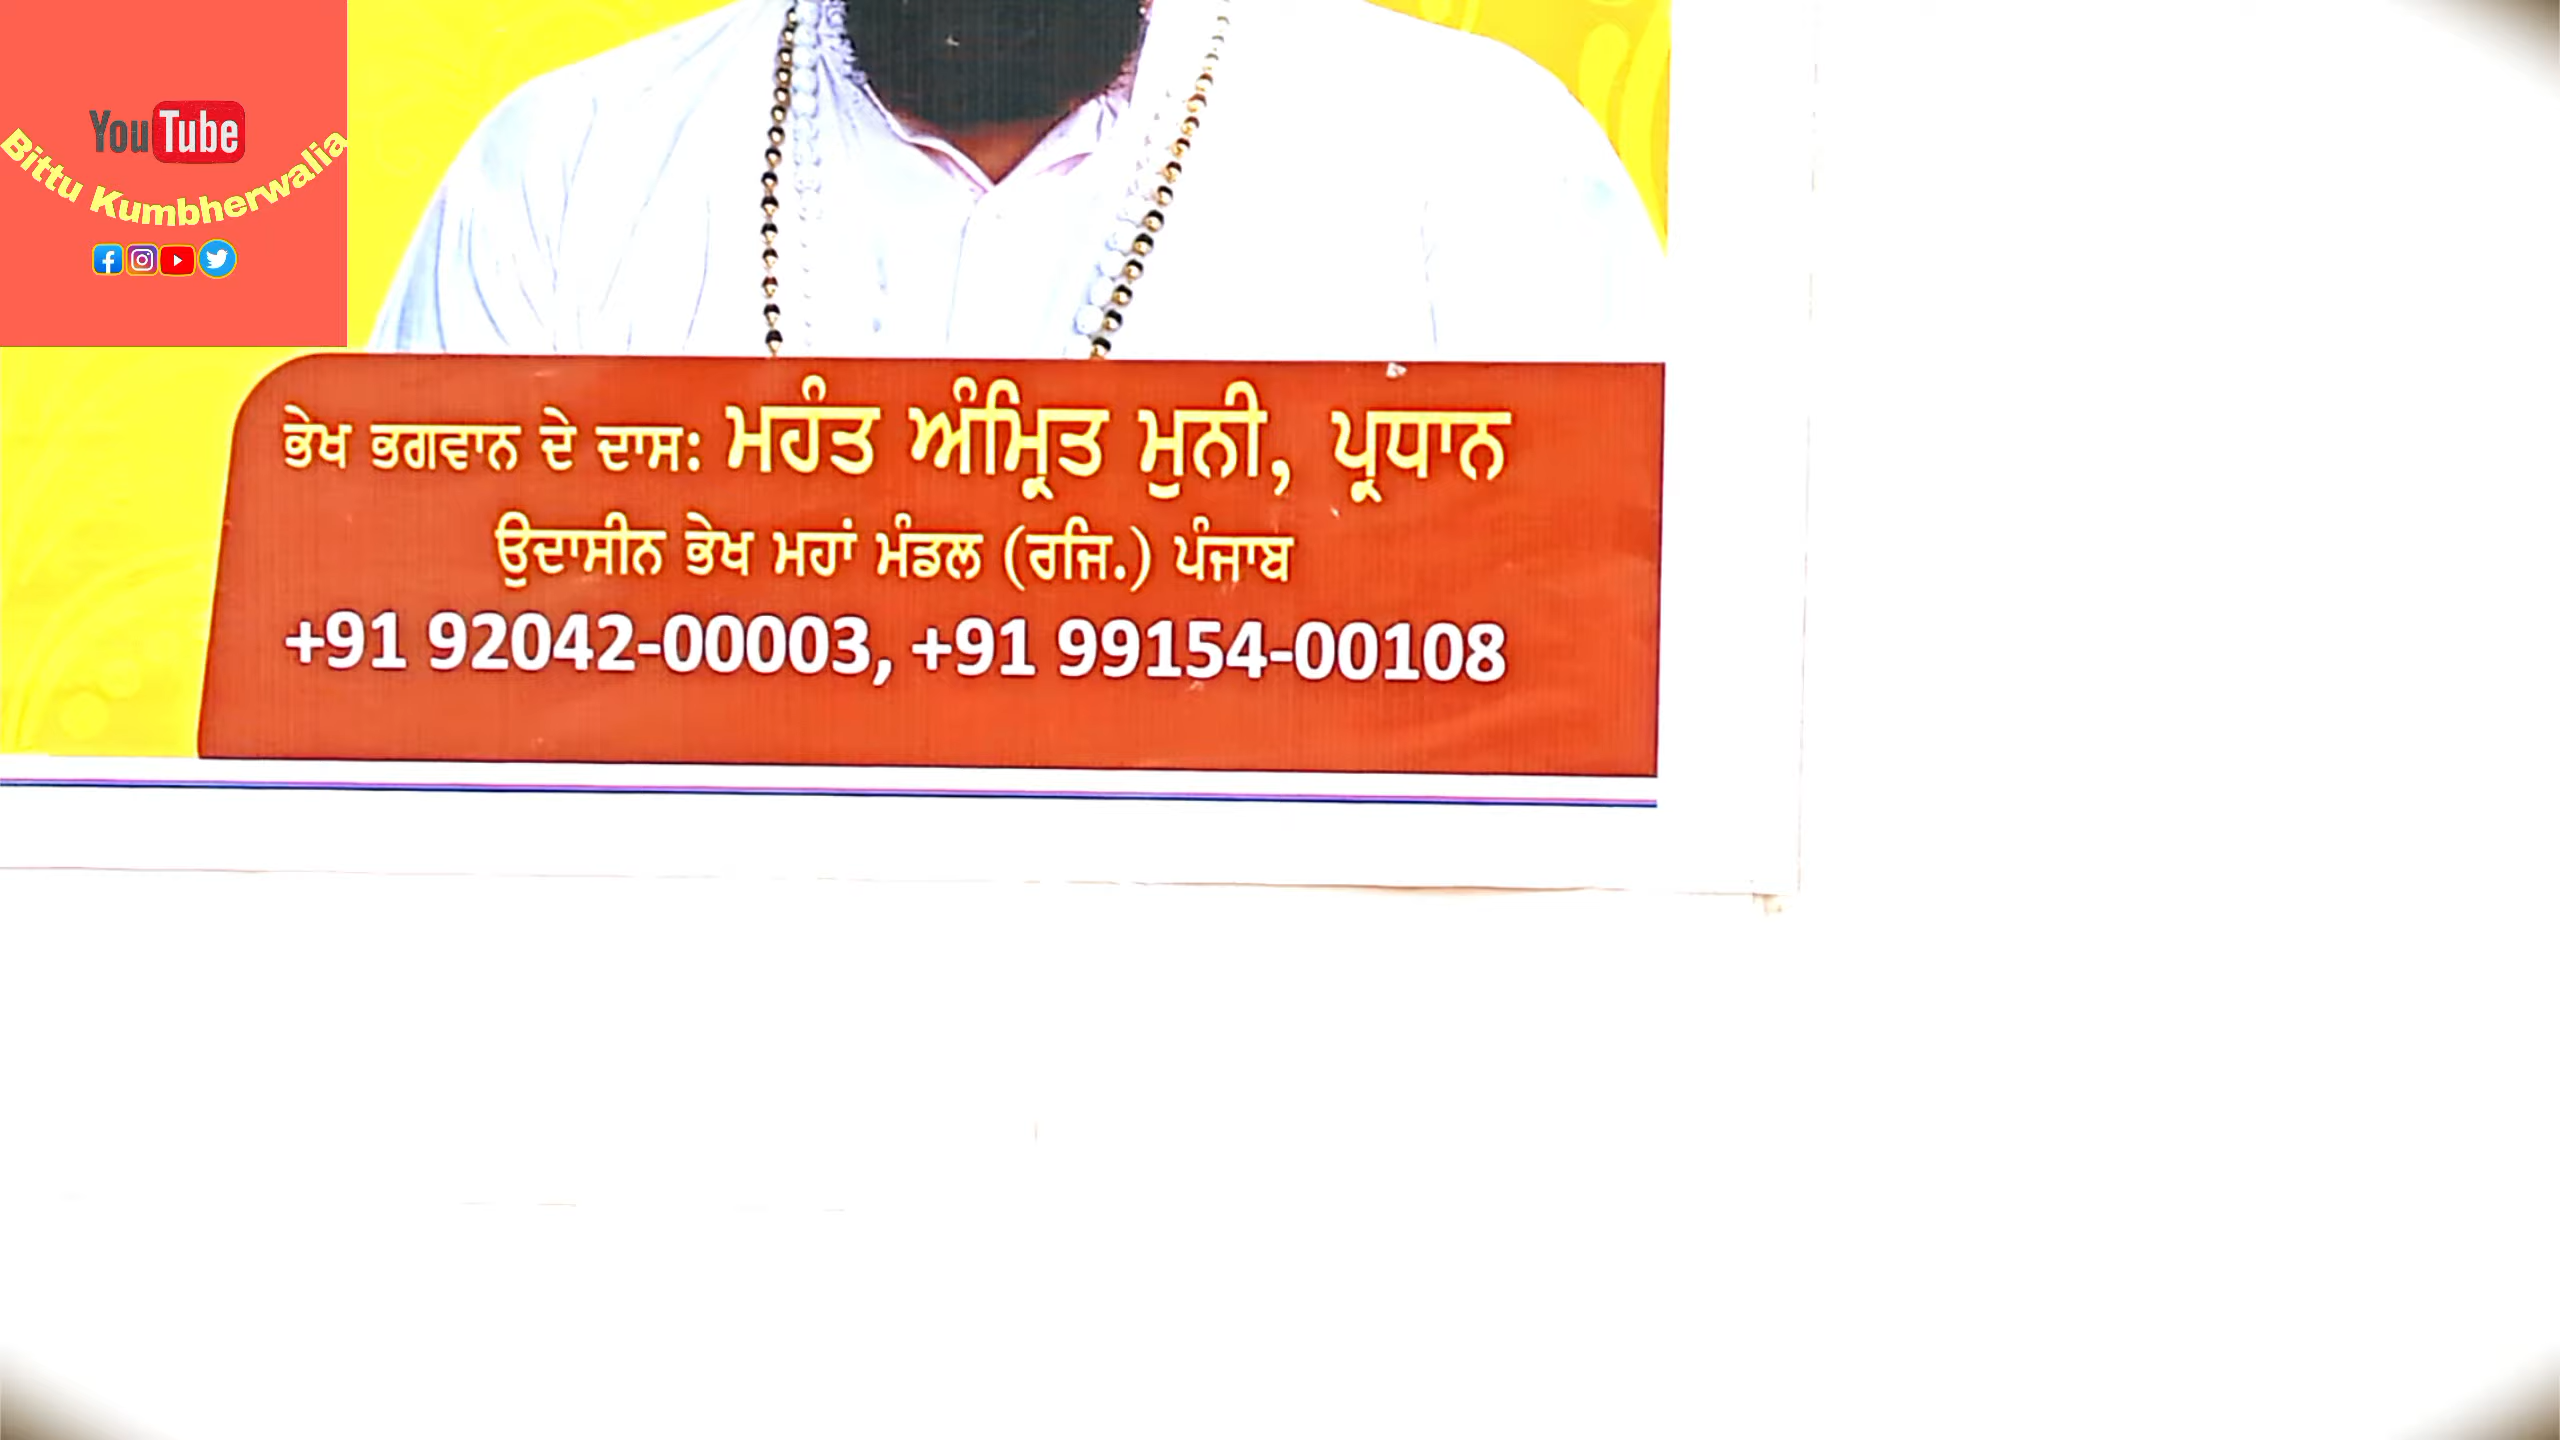 YouTube
Bittu Kumbherwalia
ਭੇਖ ਭਗਵਾਨ ਦੇ ਦਾਸ: ਮਹੰਤ ਅੰਮ੍ਰਿਤ ਮੁਨੀ, ਪ੍ਰਧਾਨ
ਉਦਾਸੀਨ ਭੇਖ ਮਹਾਂ ਮੰਡਲ (ਰਜਿ.) ਪੰਜਾਬ
+91 92042-00003, +91 99154-00108